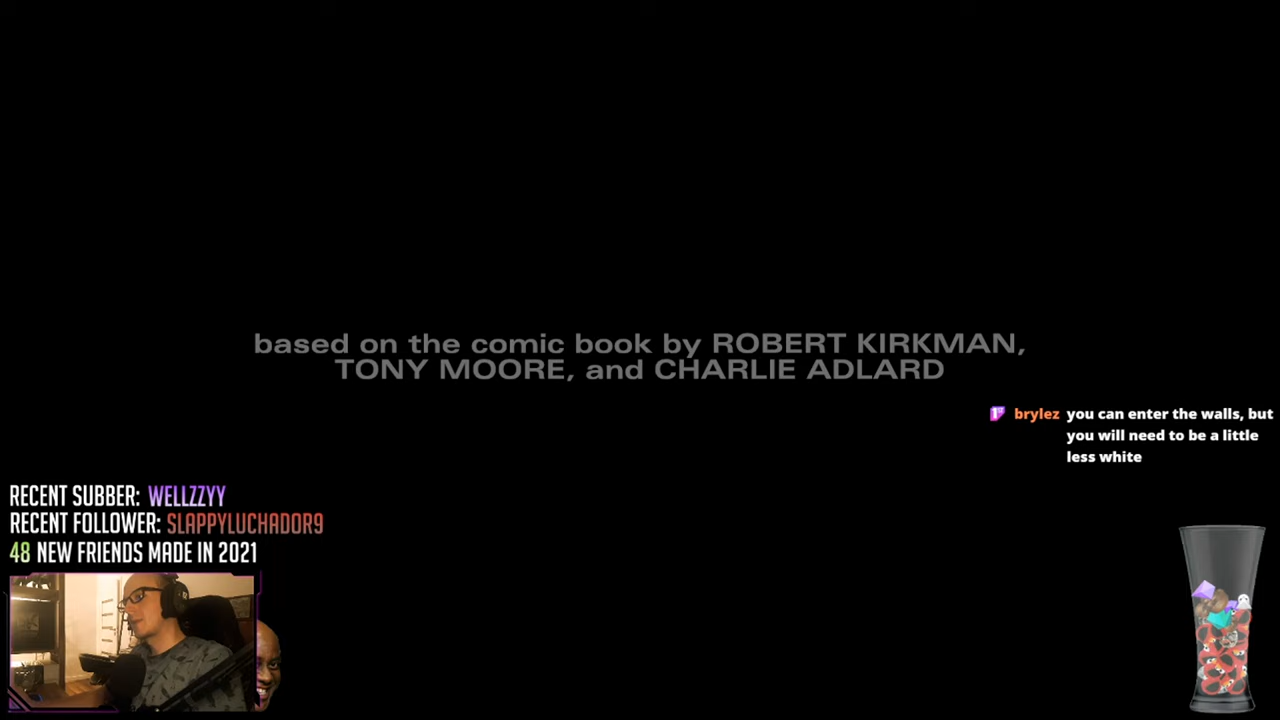 based on the comic book by ROBERT KIRKMAN,
TONY MOORE, and CHARLIE ADLARD
brylez you can enter the walls, but
you will need to be a little
less white
RECENT SUBBER: WELLZZYY
RECENT FOLLOWER: SLAPPYLUCHADOR9
48 NEW FRIENDS MADE IN 2021